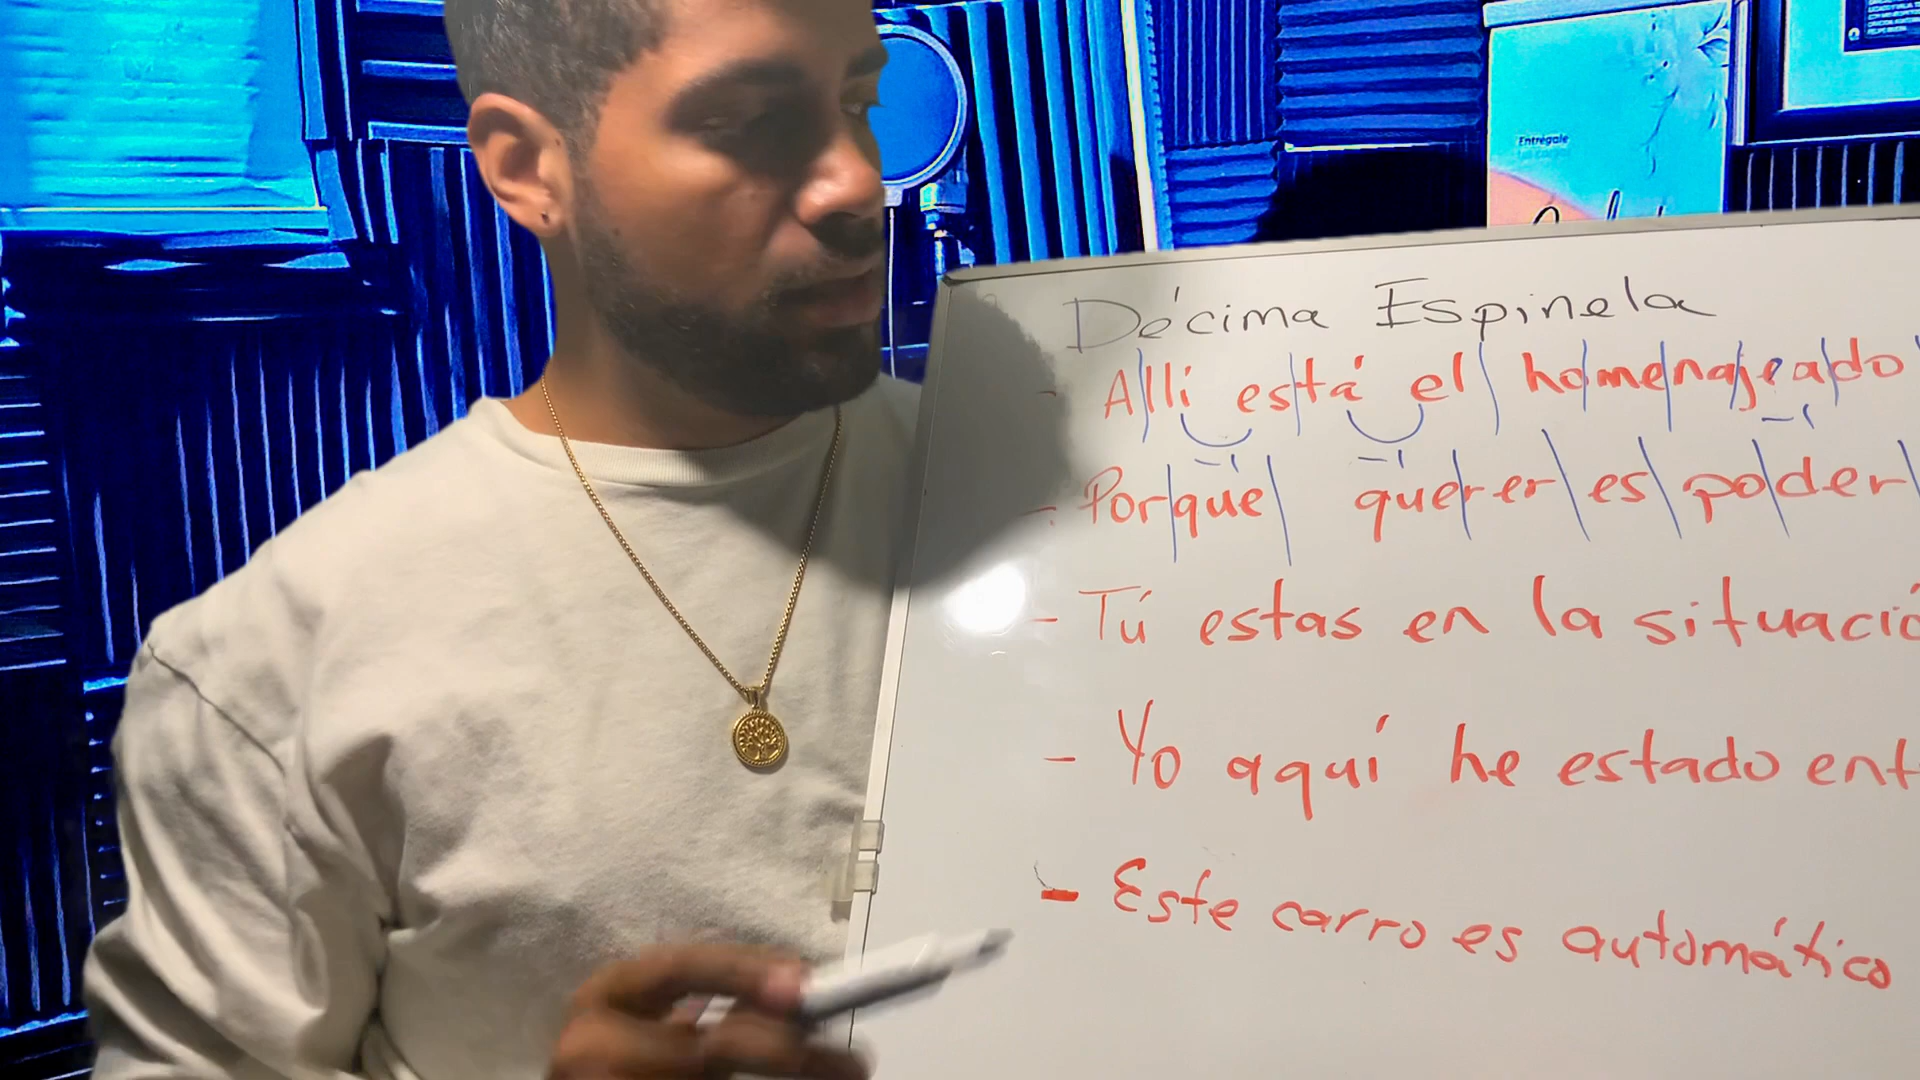 Entrégale
Décima Espinela
- Allí está el homenajeado
- Porque querer es poder
- Tú estas en la situació
- Yo aquí he estado ent
- Este carro es automático